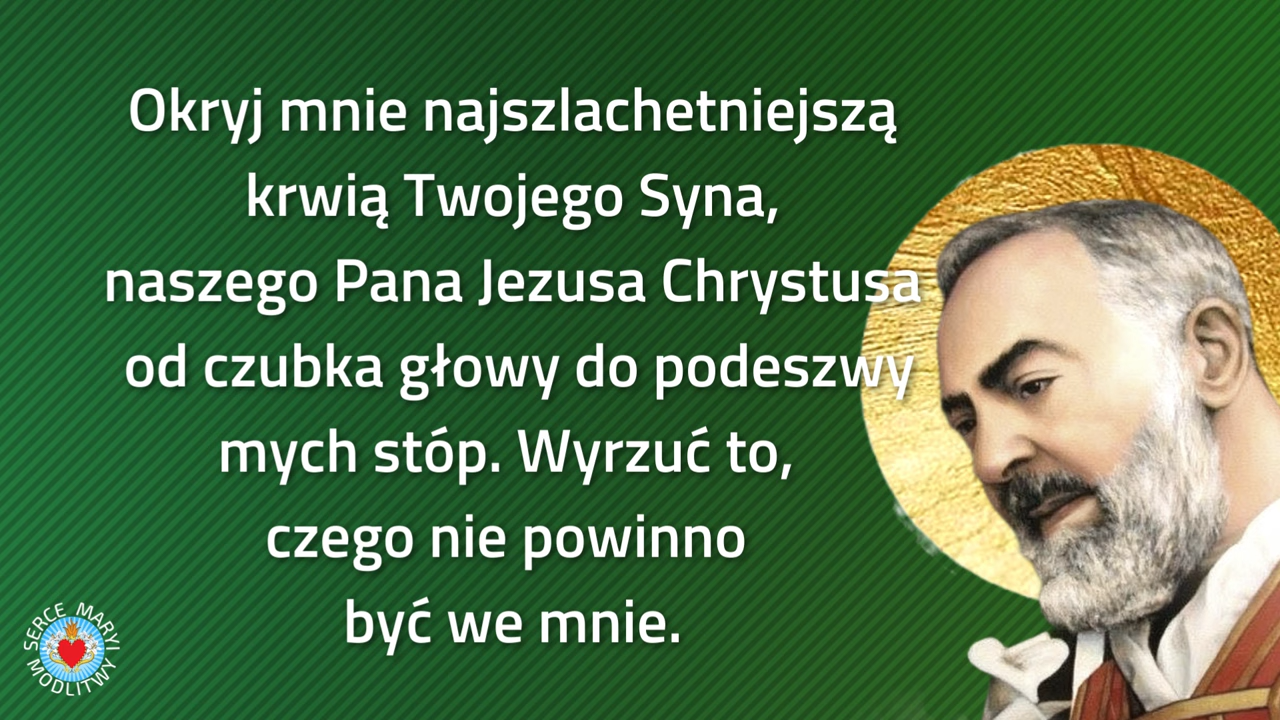 Okryj mnie najszlachetniejszą
krwią Twojego Syna,
naszego Pana Jezusa Chrystusa
od czubka głowy do podeszwy
mych stóp. Wyrzuć to,
czego nie powinno
być we mnie.
SERCE MARYI
MODLITWY